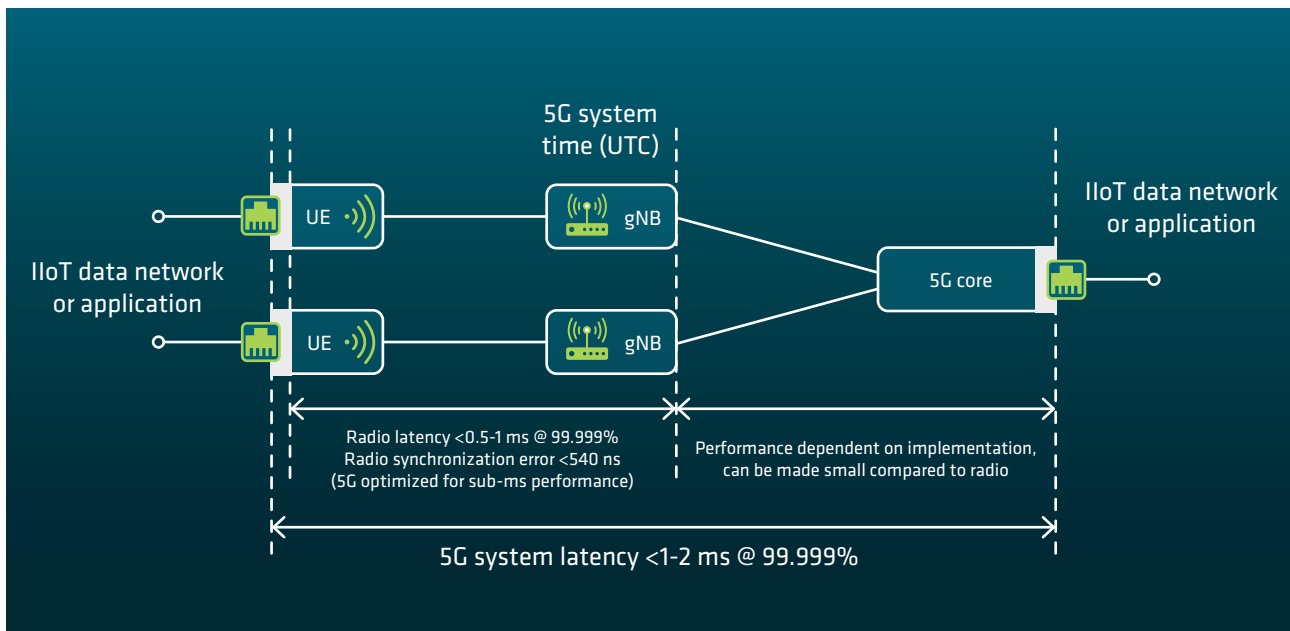 5G system
time (UTC)
UE
gNB
IIoT data network
or application
IIoT data network
or application
5G core
UE
gNB
Radio latency <0.5-1 ms @ 99.999%
Radio synchronization error <540 ns
(5G optimized for sub-ms performance)
Performance dependent on implementation,
can be made small compared to radio
5G system latency <1-2 ms @ 99.999%